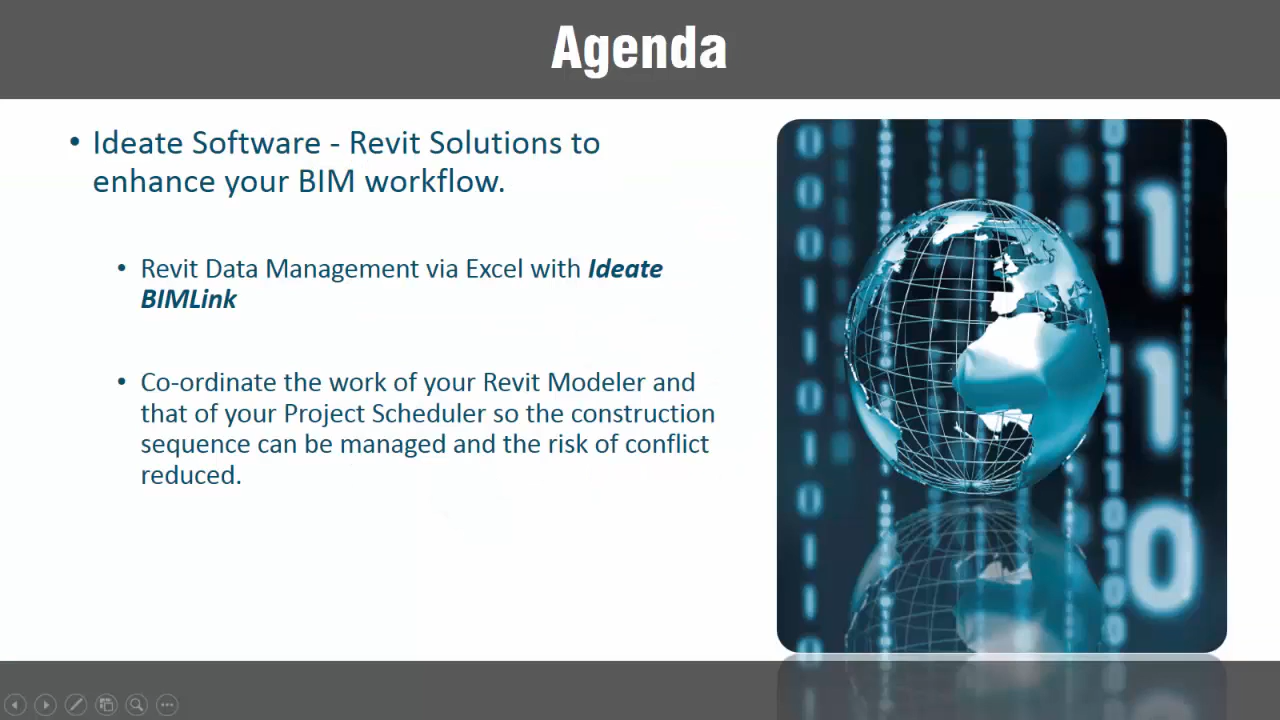 Agenda
• Ideate Software - Revit Solutions to
enhance your BIM workflow.
• Revit Data Management via Excel with Ideate
BIMLink
• Co-ordinate the work of your Revit Modeler and
that of your Project Scheduler so the construction
sequence can be managed and the risk of conflict
reduced.